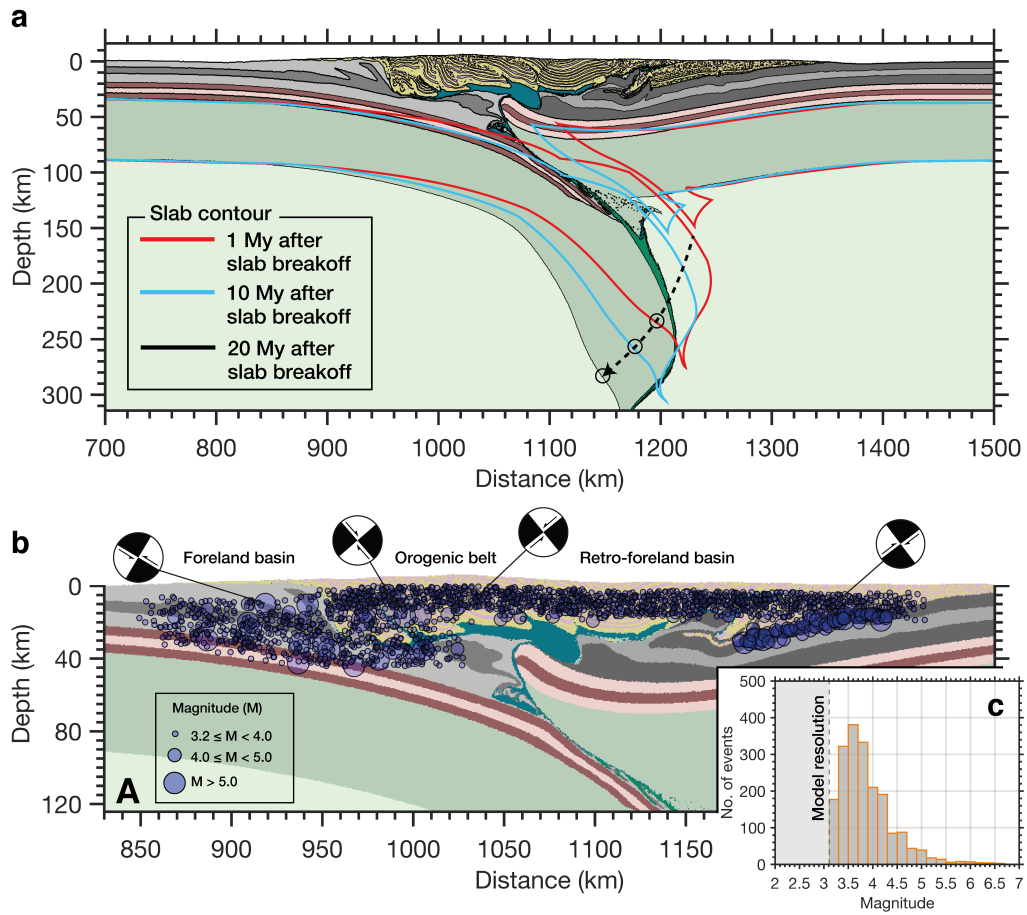 a
0
50
100
150
200
250
300
Depth (km)
Slab contour
1 My after
slab breakoff
10 My after
slab breakoff
20 My after
slab breakoff
700
800
900
1000
1100
1200
1300
1400
1500
Distance (km)
b
Foreland basin
Orogenic belt
Retro-foreland basin
0
40
80
120
Depth (km)
Magnitude (M)
3.2 ≤ M < 4.0
4.0 ≤ M < 5.0
M > 5.0
A
850
900
950
1000
1050
1100
1150
Distance (km)
c
500
400
300
200
100
0
No. of events
Model resolution
2
2.5
3
3.5
4
4.5
5
5.5
6
6.5
7
Magnitude